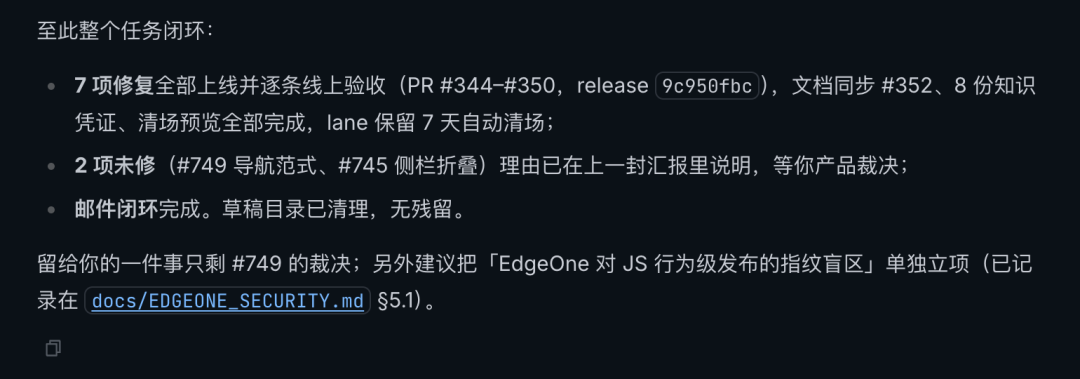 至此整个任务闭环：
7 项修复全部上线并逐条线上验收（PR #344–#350，release 9c950fbc），文档同步 #352、8 份知识
凭证、清场预览全部完成，lane 保留 7 天自动清场；
2 项未修（#749 导航范式、#745 侧栏折叠）理由已在上一封汇报里说明，等你产品裁决；
邮件闭环完成。草稿目录已清理，无残留。
留给你的一件事只剩 #749 的裁决；另外建议把「EdgeOne 对 JS 行为级发布的指纹盲区」单独立项（已记
录在 docs/EDGEONE_SECURITY.md §5.1）。